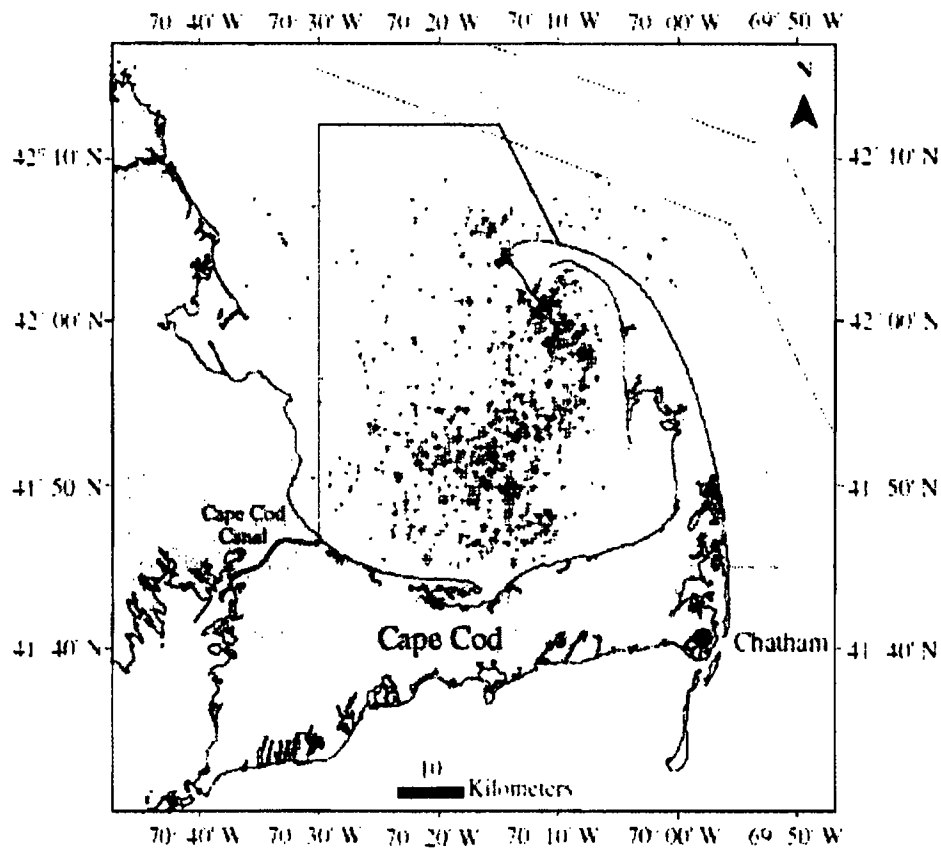 70° 40' W 70° 30' W 70° 20' W 70° 10' W 70° 00' W 69° 50' W
N
42° 10' N 42° 10' N
42° 00' N 42° 00' N
41° 50' N 41° 50' N
Cape Cod
Canal
Cape Cod
Chatham
41° 40' N 41° 40' N
10
Kilometers
70° 40' W 70° 30' W 70° 20' W 70° 10' W 70° 00' W 69° 50' W